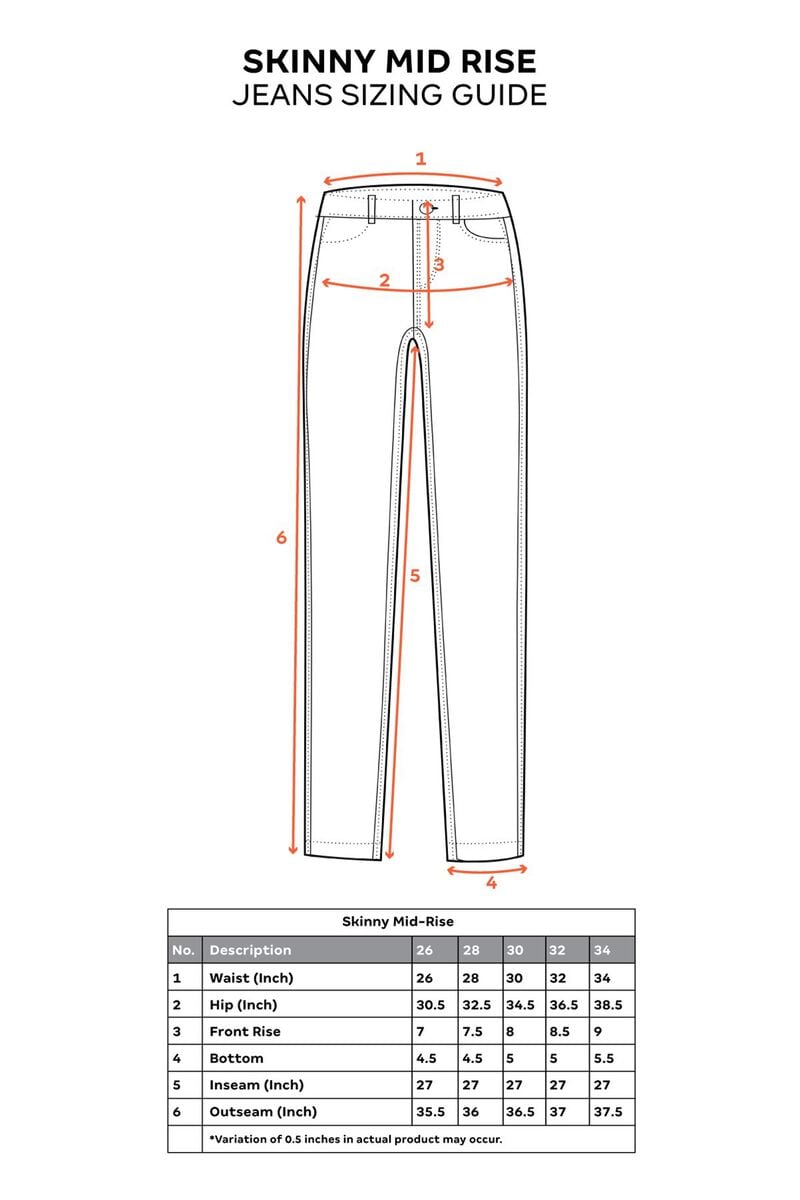 SKINNY MID RISE
JEANS SIZING GUIDE
1
2
3
6
5
4
Skinny Mid-Rise
No. Description 26 28 30 32 34
1 Waist (Inch) 26 28 30 32 34
2 Hip (Inch) 30.5 32.5 34.5 36.5 38.5
3 Front Rise 7 7.5 8 8.5 9
4 Bottom 4.5 4.5 5 5 5.5
5 Inseam (Inch) 27 27 27 27 27
6 Outseam (Inch) 35.5 36 36.5 37 37.5
*Variation of 0.5 inches in actual product may occur.